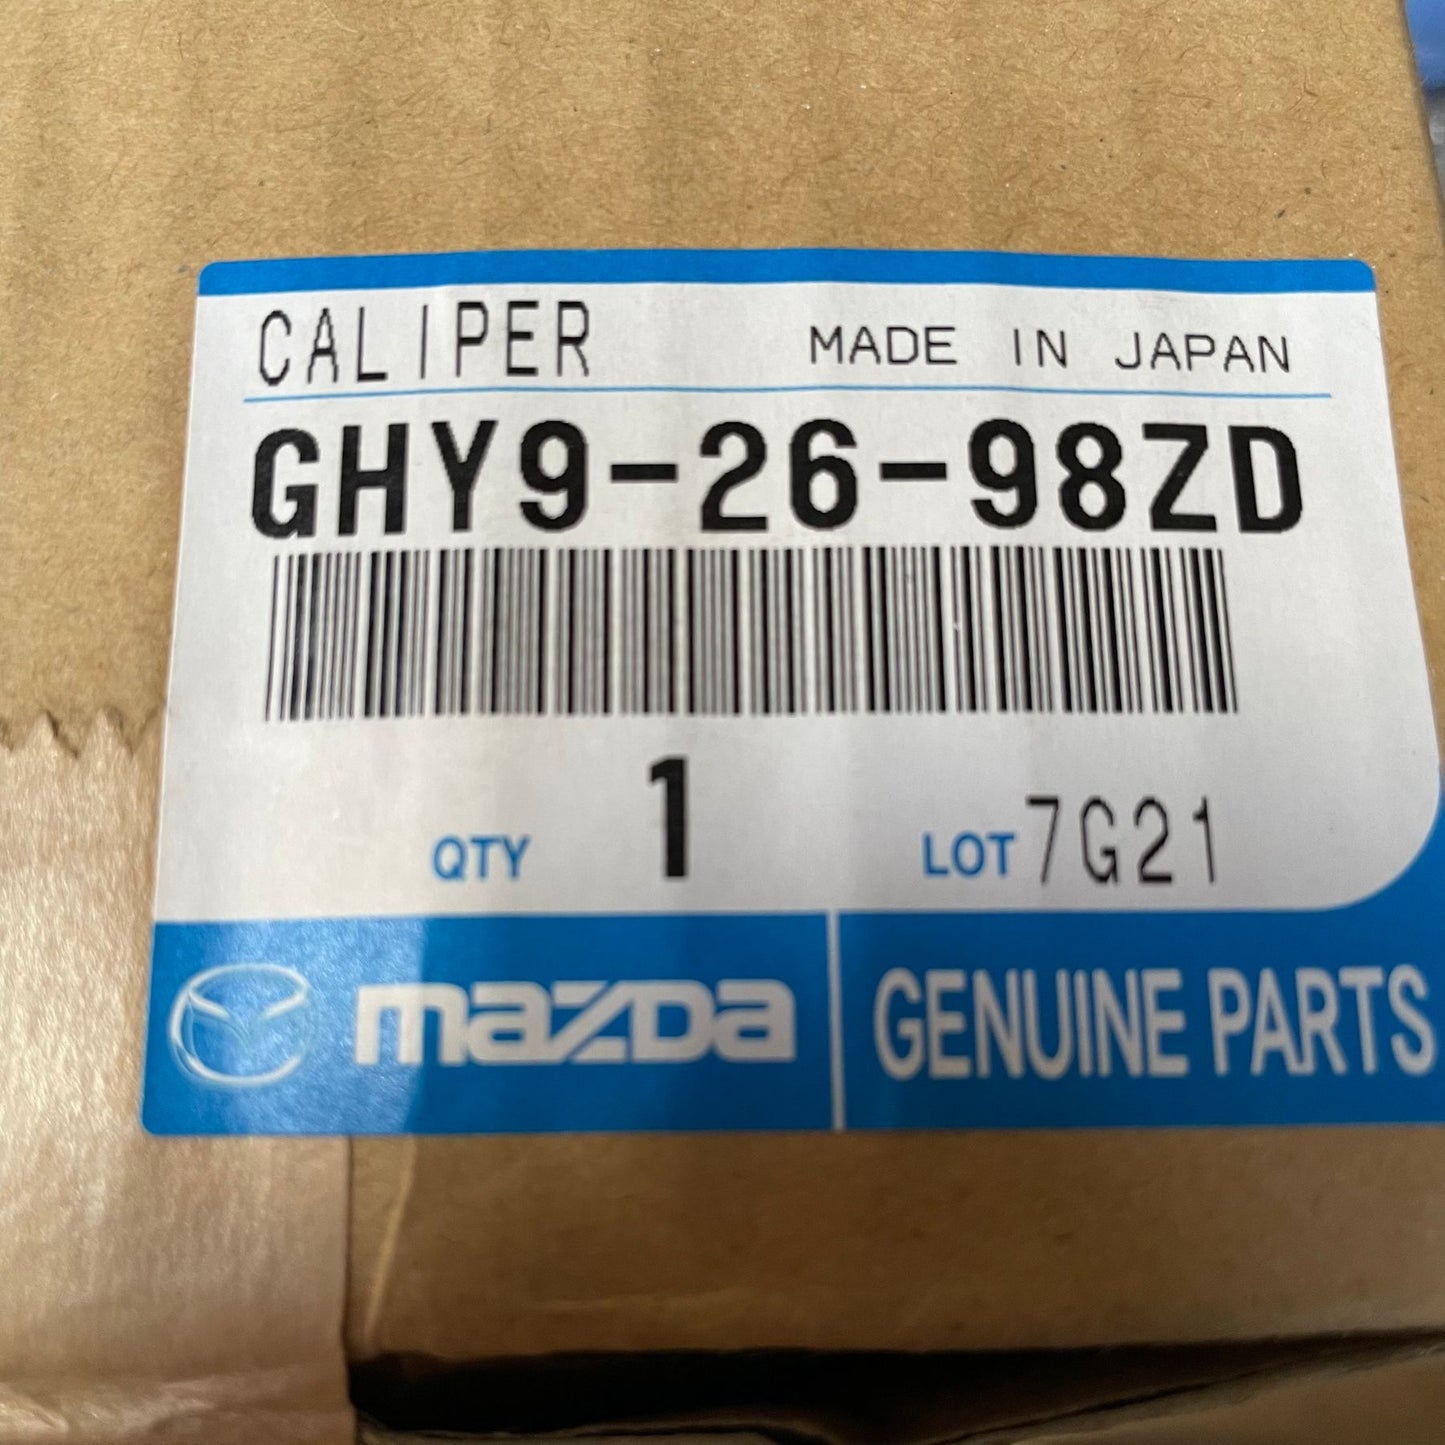 CALIPER MADE IN JAPAN
GHY9-26-98ZD
QTY 1 LOT 7G21
mazda GENUINE PARTS